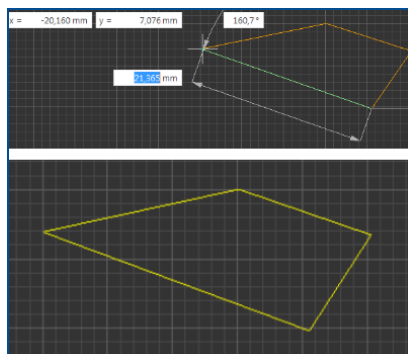 x = -20,160 mm y = 7,076 mm 160,7°
21,365 mm